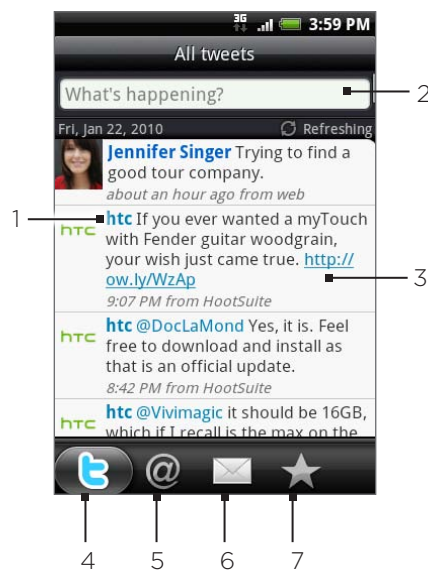 3G 3:59 PM
All tweets
What's happening?
2
Fri, Jan 22, 2010 Refreshing
Jennifer Singer Trying to find a
good tour company.
about an hour ago from web
1
hTC
htc If you ever wanted a myTouch
with Fender guitar woodgrain,
your wish just came true. http://
ow.ly/WzAp
3
9:07 PM from HootSuite
hTC
htc @DocLaMond Yes, it is. Feel
free to download and install as
that is an official update.
8:42 PM from HootSuite
hTC
htc @Vivimagic it should be 16GB,
which if I recall is the max on the
@
4 5 6 7